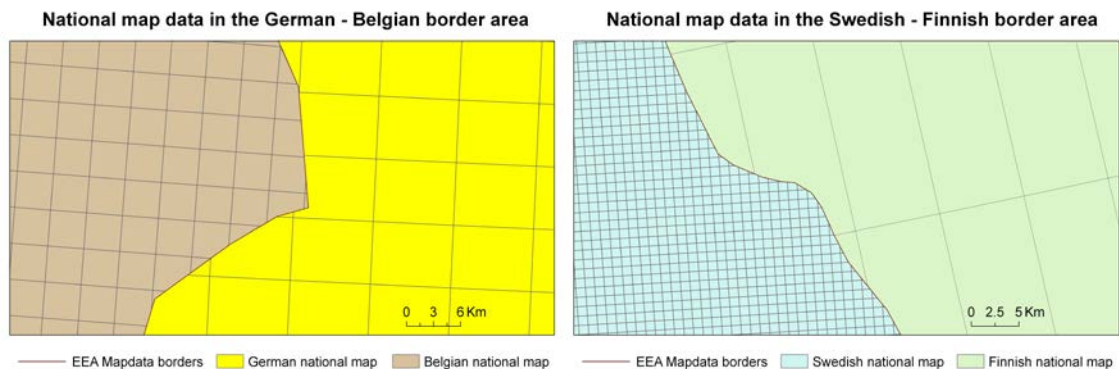 National map data in the German - Belgian border area
National map data in the Swedish - Finnish border area
0 3 6 Km
0 2.5 5 Km
EEA Mapdata borders German national map Belgian national map
EEA Mapdata borders Swedish national map Finnish national map